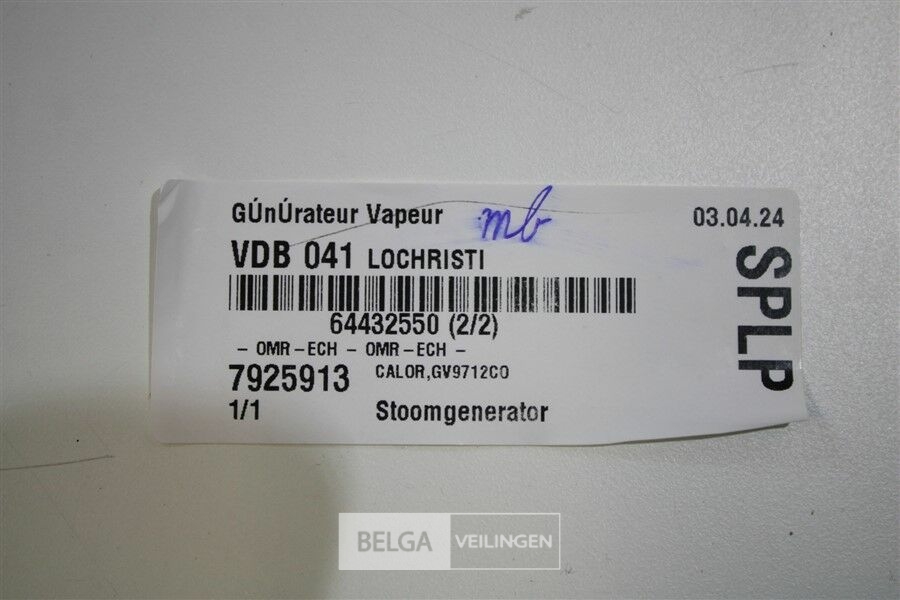 GÚnÚrateur Vapeur mb 03.04.24
VDB 041 LOCHRISTI
64432550 (2/2)
- OMR-ECH - OMR-ECH -
7925913 CALOR,GV9712CO
1/1 Stoomgenerator
SPLP
BELGA VEILINGEN